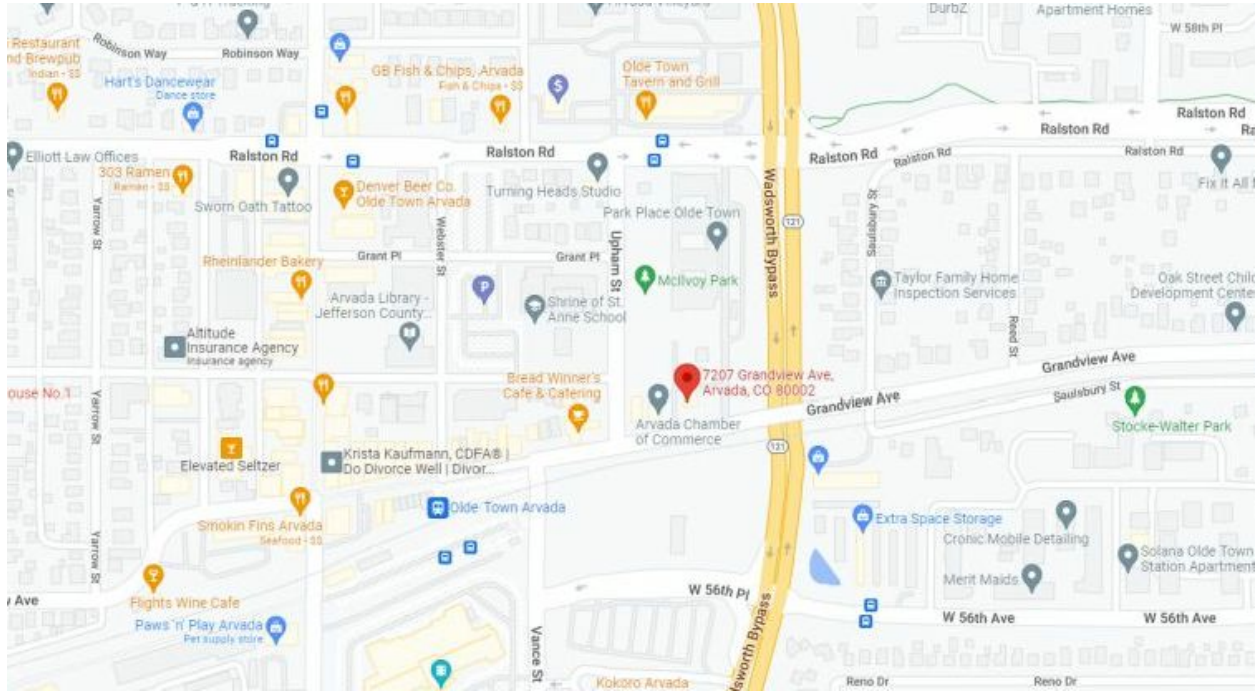 DurbZ
Apartment Homes
W 58th Pl
Restaurant
nd Brewpub
Indian - $$
Robinson Way
Robinson Way
Hart's Dancewear
Dance store
GB Fish & Chips, Arvada
Fish & Chips - $$
$
Olde Town
Tavern and Grill
Ralston Rd
Ralston Rd
Elliott Law Offices
Ralston Rd
Ralston Rd
Ralston Rd
Ralston Rd
Ralston Rd
303 Ramen
Ramen - $$
Sworn Oath Tattoo
Denver Beer Co.
Olde Town Arvada
Turning Heads Studio
Fix It All
Yarrow St
Webster St
Upham St
Park Place Olde Town
Wadsworth Bypass
121
Saulsbury St
Grant Pl
Grant Pl
Rheinlander Bakery
Arvada Library -
Jefferson County...
P
Shrine of St.
Anne School
McIlvoy Park
Taylor Family Home
Inspection Services
Oak Street Chil
Development Cente
Reed St
Altitude
Insurance Agency
Insurance agency
ouse No.1
Bread Winner's
Cafe & Catering
7207 Grandview Ave,
Arvada, CO 80002
Arvada Chamber
of Commerce
Grandview Ave
Grandview Ave
Saulsbury St
Stocke-Walter Park
Yarrow St
Elevated Seltzer
Krista Kaufmann, CDFA® |
Do Divorce Well | Divor...
121
Smokin Fins Arvada
Seafood - $$
Olde Town Arvada
Extra Space Storage
Cronic Mobile Detailing
Solana Olde Town
Station Apartment
Merit Maids
Yarrow St
Ave
Flights Wine Cafe
Paws 'n' Play Arvada
Pet supply store
W 56th Pl
Wadsworth Bypass
W 56th Ave
W 56th Ave
Vance St
Kokoro Arvada
Reno Dr
Reno Dr